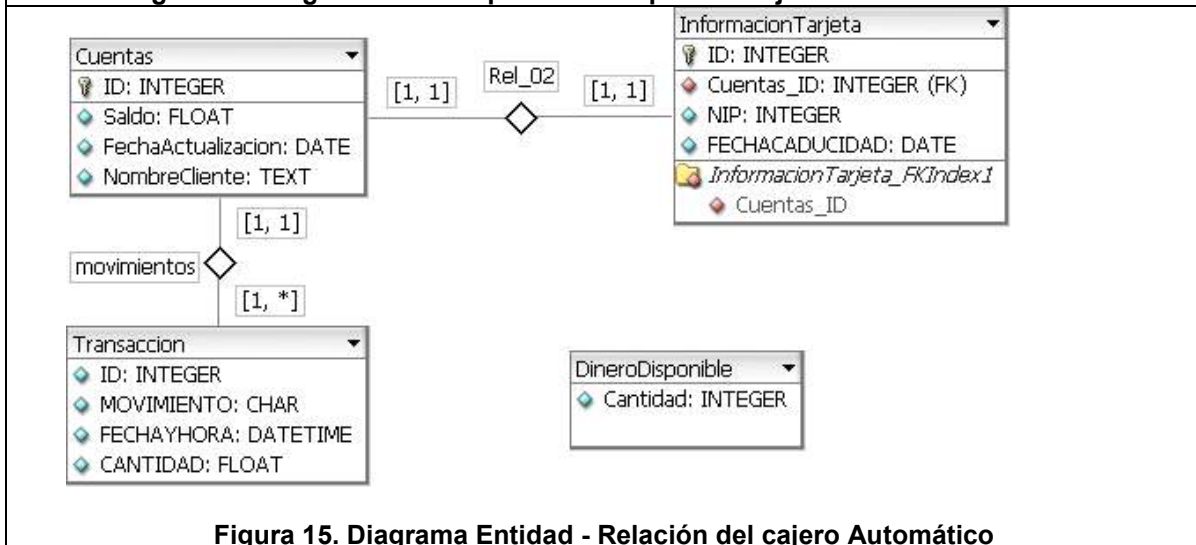 Cuentas
ID: INTEGER
Saldo: FLOAT
FechaActualizacion: DATE
NombreCliente: TEXT
[1, 1]
Rel_02
[1, 1]
InformacionTarjeta
ID: INTEGER
Cuentas_ID: INTEGER (FK)
NIP: INTEGER
FECHACADUCIDAD: DATE
InformacionTarjeta_FKIndex1
Cuentas_ID
[1, 1]
movimientos
[1, *]
Transaccion
ID: INTEGER
MOVIMIENTO: CHAR
FECHAYHORA: DATETIME
CANTIDAD: FLOAT
DineroDisponible
Cantidad: INTEGER
Figura 15. Diagrama Entidad - Relación del cajero Automático